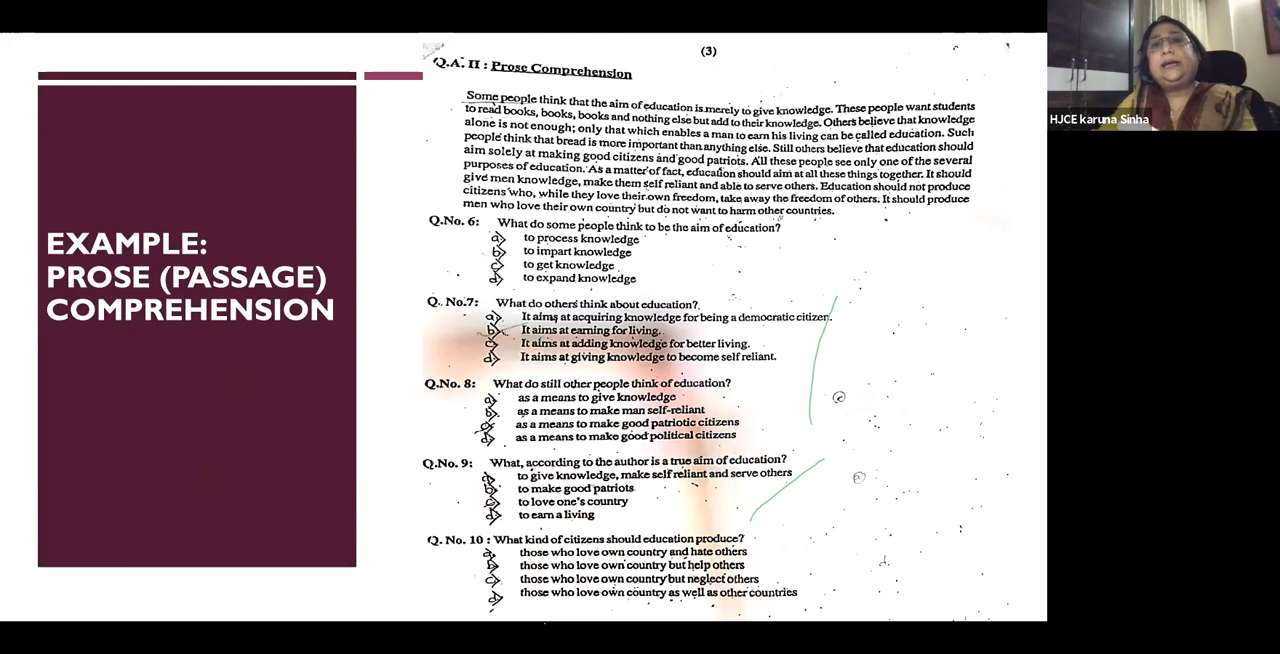 EXAMPLE:
PROSE (PASSAGE)
COMPREHENSION
(3)
Q.A. II : Prose Comprehension
Some people think that the aim of education is merely to give knowledge. These people want students
to read books, books, books and nothing else but add to their knowledge. Others believe that knowledge
alone is not enough; only that which enables a man to earn his living can be called education. Such
people think that bread is more important than anything else. Still others believe that education should
aim solely at making good citizens and good patriots. All these people see only one of the several
purposes of education. As a matter of fact, education should aim at all these things together. It should
give men knowledge, make them self reliant and able to serve others. Education should not produce
citizens who, while they love their own freedom, take away the freedom of others. It should produce
men who love their own country but do not want to harm other countries.
Q.No. 6: What do some people think to be the aim of education?
a) to process knowledge
b) to impart knowledge
c) to get knowledge
d) to expand knowledge
Q. No.7: What do others think about education?
a) It aims at acquiring knowledge for being a democratic citizen.
b) It aims at earning for living.
c) It aims at adding knowledge for better living.
d) It aims at giving knowledge to become self reliant.
Q.No. 8: What do still other people think of education?
a) as a means to give knowledge
b) as a means to make man self-reliant
c) as a means to make good patriotic citizens
d) as a means to make good political citizens
Q.No. 9: What, according to the author is a true aim of education?
a) to give knowledge, make self reliant and serve others
b) to make good patriots
c) to love one's country
d) to earn a living
Q. No. 10 : What kind of citizens should education produce?
a) those who love own country and hate others
b) those who love own country but help others
c) those who love own country but neglect others
d) those who love own country as well as other countries
c
a
d.
HJCE karuna Sinha